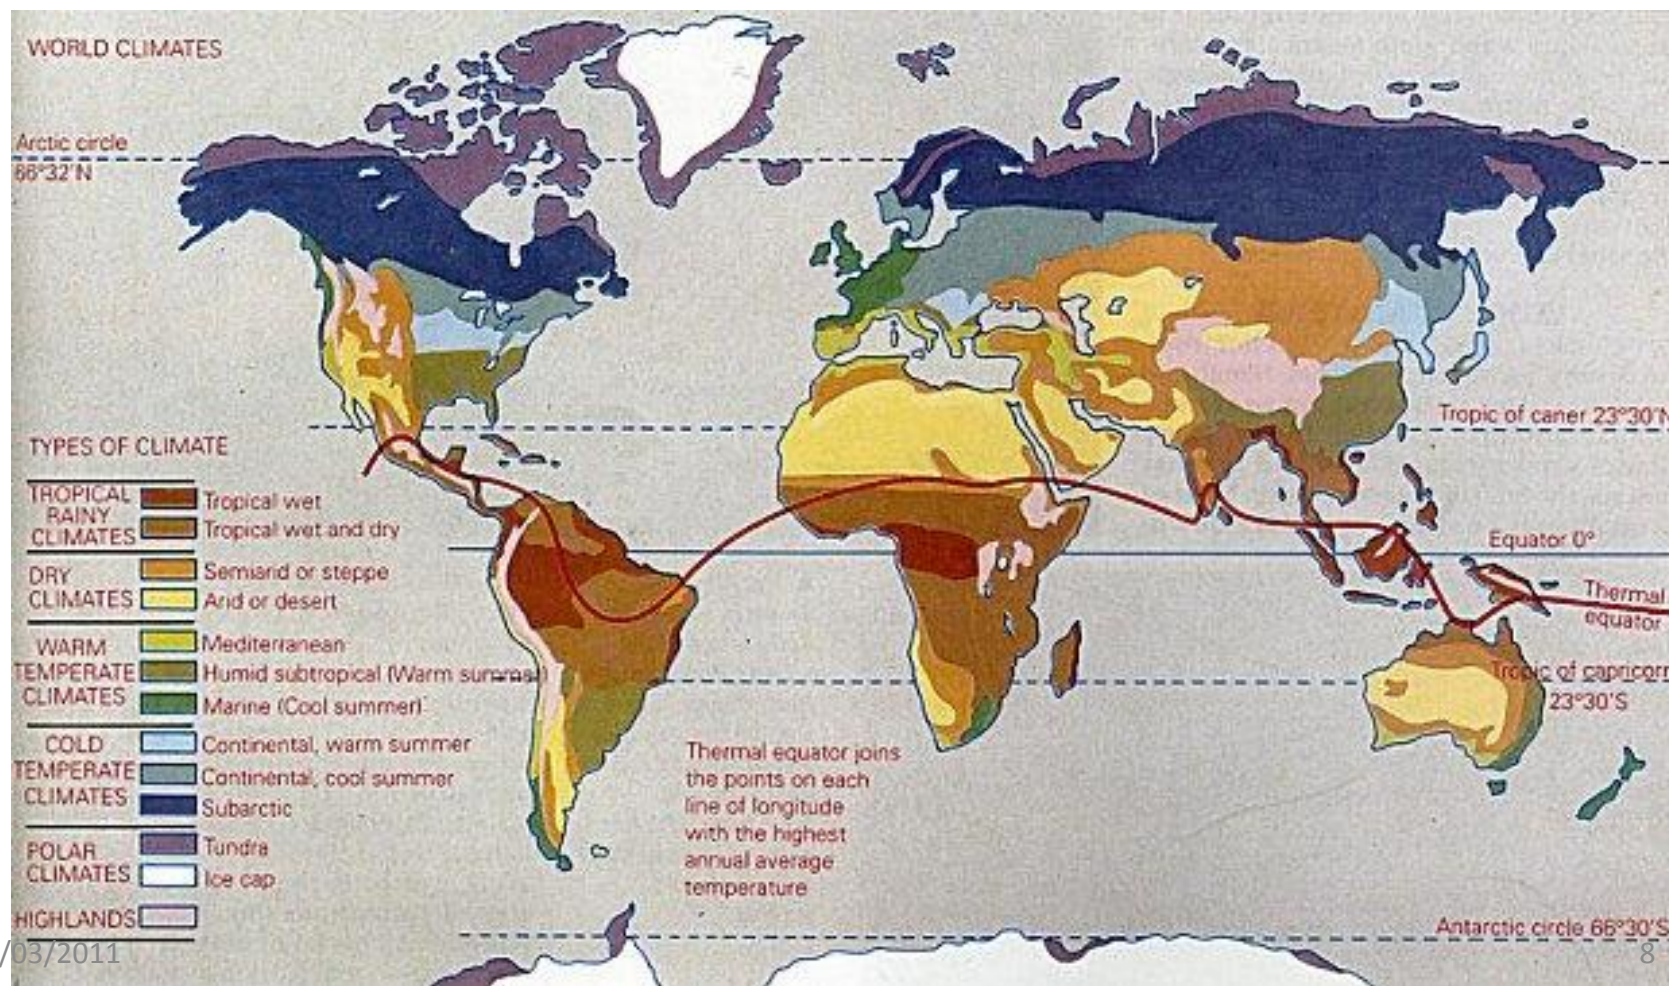 WORLD CLIMATES
Arctic circle
66°32'N
Tropic of caner 23°30'N
TYPES OF CLIMATE
TROPICAL
RAINY
CLIMATES
Tropical wet
Tropical wet and dry
Equator 0°
DRY
CLIMATES
Semiarid or steppe
Arid or desert
Thermal
equator
WARM
TEMPERATE
CLIMATES
Mediterranean
Humid subtropical (Warm summer)
Marine (Cool summer)
Tropic of capricorn
23°30'S
COLD
TEMPERATE
CLIMATES
Continental, warm summer
Continental, cool summer
Subarctic
Thermal equator joins
the points on each
line of longitude
with the highest
annual average
temperature
POLAR
CLIMATES
Tundra
Ice cap
HIGHLANDS
Antarctic circle 66°30'S
/03/2011
8